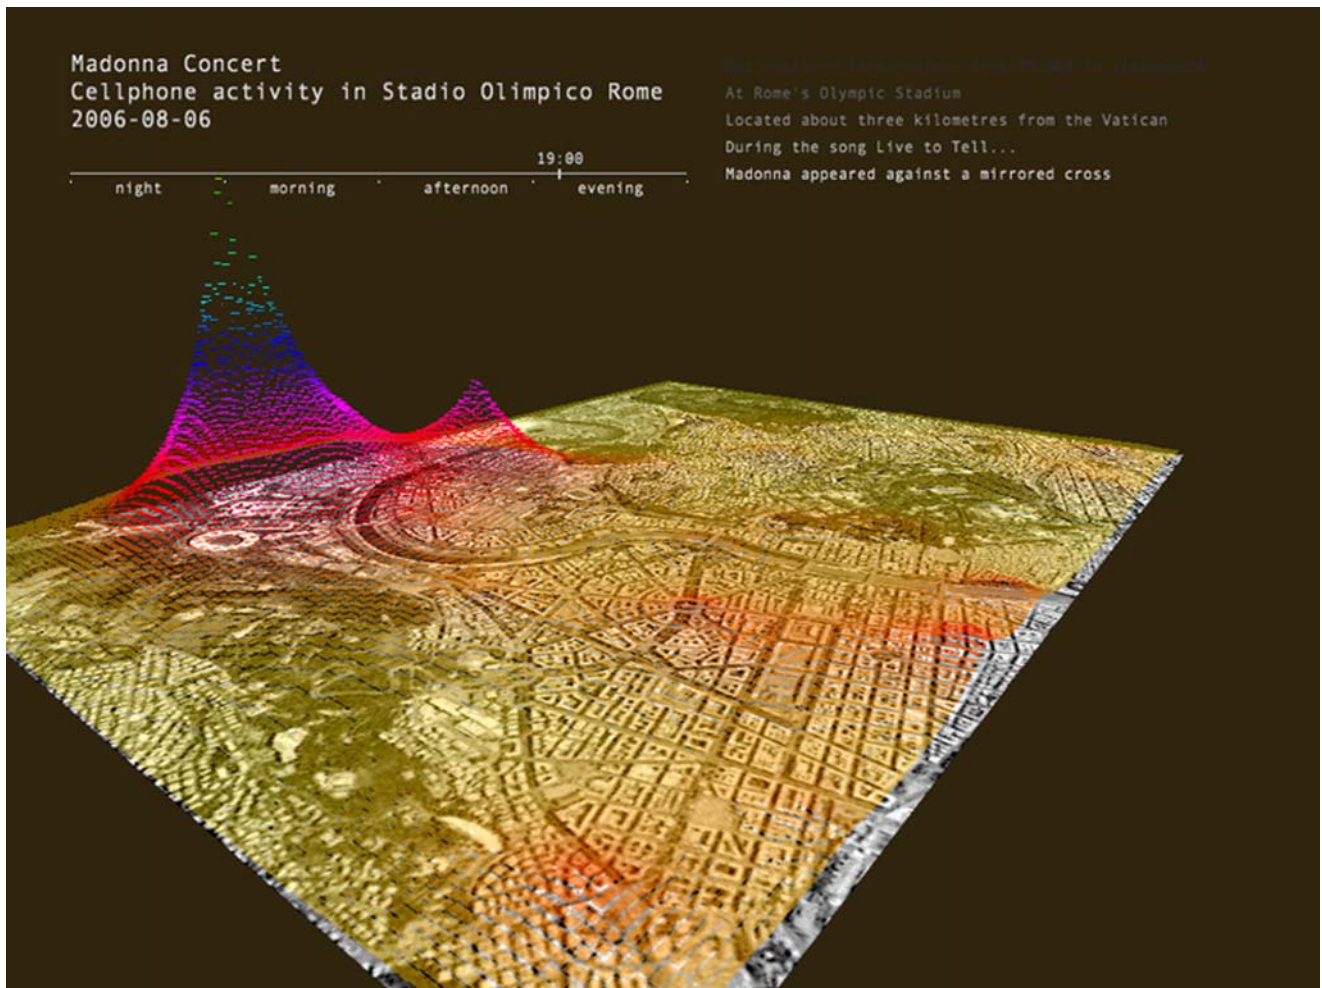 Madonna Concert
Cellphone activity in Stadio Olimpico Rome
2006-08-06
19:00
night morning afternoon evening
At Rome's Olympic Stadium
Located about three kilometres from the Vatican
During the song Live to Tell...
Madonna appeared against a mirrored cross